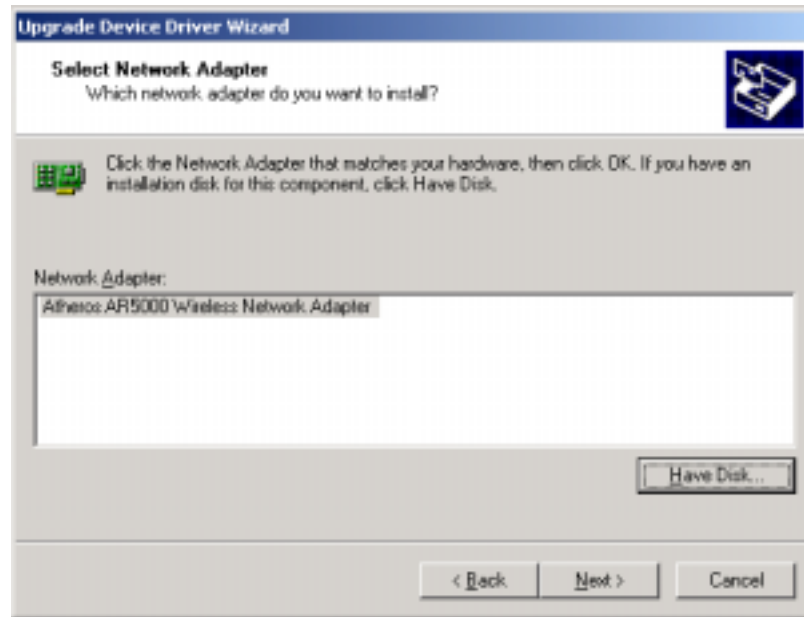 Upgrade Device Driver Wizard
Select Network Adapter
Which network adapter do you want to install?
Click the Network Adapter that matches your hardware, then click OK. If you have an
installation disk for this component, click Have Disk.
Network Adapter:
Atheros AR5000 Wireless Network Adapter
Have Disk...
< Back
Next >
Cancel